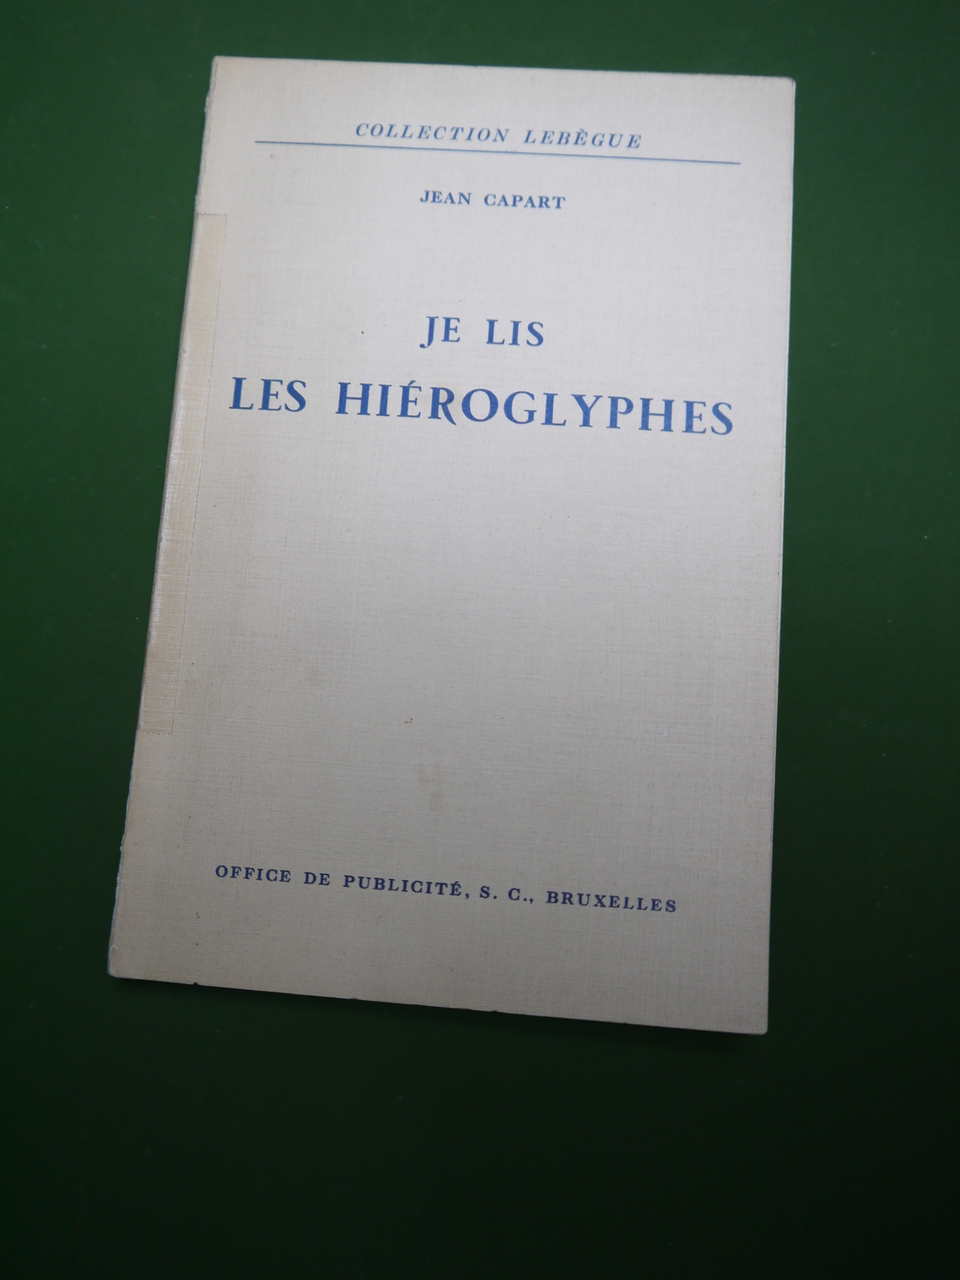 COLLECTION LEBÈGUE
JEAN CAPART
JE LIS
LES HIÉROGLYPHES
OFFICE DE PUBLICITÉ, S. C., BRUXELLES